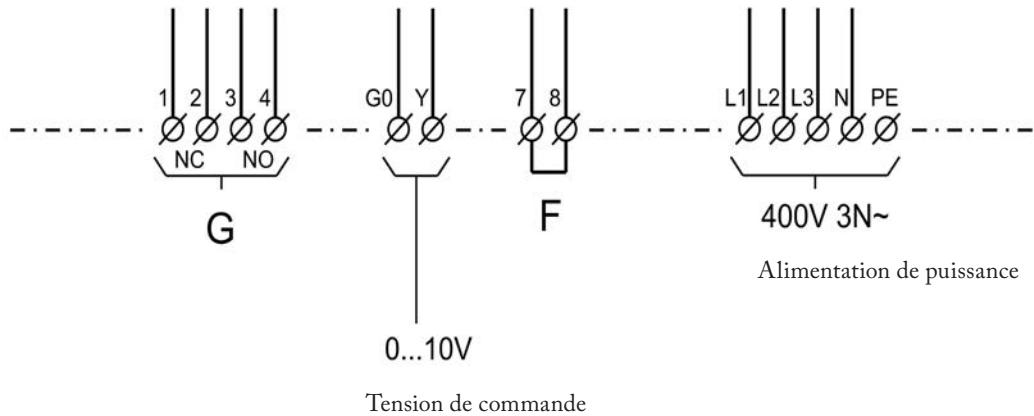 1 2 3 4 G0 Y 7 8 L1 L2 L3 N PE
NC NO
G F 400V 3N~
Alimentation de puissance
0...10V
Tension de commande